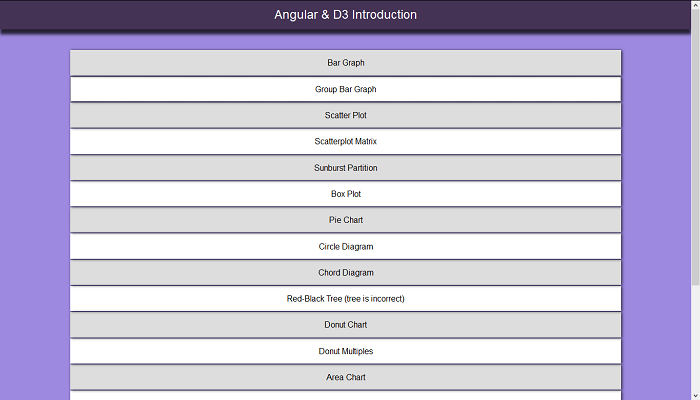 Angular & D3 Introduction
Bar Graph
Group Bar Graph
Scatter Plot
Scatterplot Matrix
Sunburst Partition
Box Plot
Pie Chart
Circle Diagram
Chord Diagram
Red-Black Tree (tree is incorrect)
Donut Chart
Donut Multiples
Area Chart